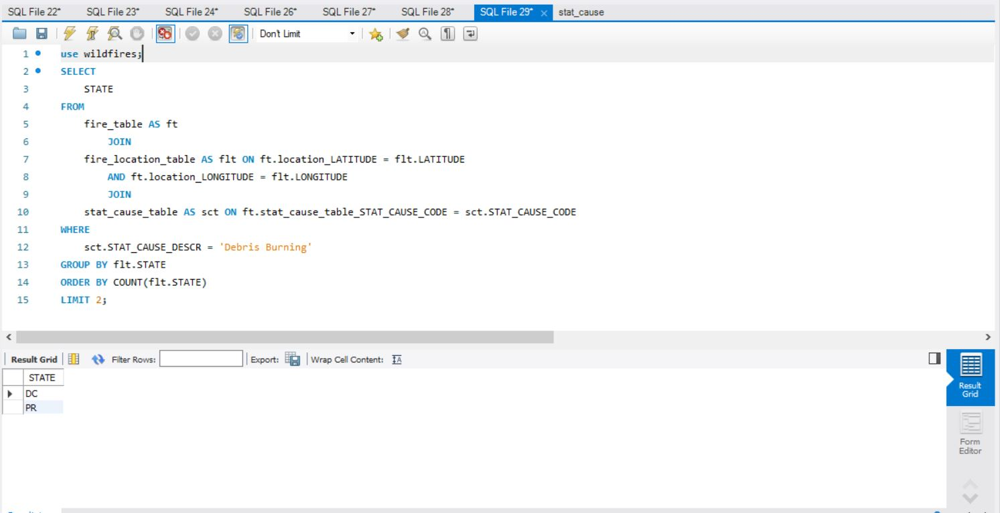 SQL File 22* SQL File 23* SQL File 24* SQL File 26* SQL File 27* SQL File 28* SQL File 29* × stat_cause
Don't Limit
1 use wildfires;
2 SELECT
3 STATE
4 FROM
5 fire_table AS ft
6 JOIN
7 fire_location_table AS flt ON ft.location_LATITUDE = flt.LATITUDE
8 AND ft.location_LONGITUDE = flt.LONGITUDE
9 JOIN
10 stat_cause_table AS sct ON ft.stat_cause_table_STAT_CAUSE_CODE = sct.STAT_CAUSE_CODE
11 WHERE
12 sct.STAT_CAUSE_DESCR = 'Debris Burning'
13 GROUP BY flt.STATE
14 ORDER BY COUNT(flt.STATE)
15 LIMIT 2;
Result Grid Filter Rows: Export: Wrap Cell Content: IA
STATE
DC
PR
Result
Grid
Form
Editor